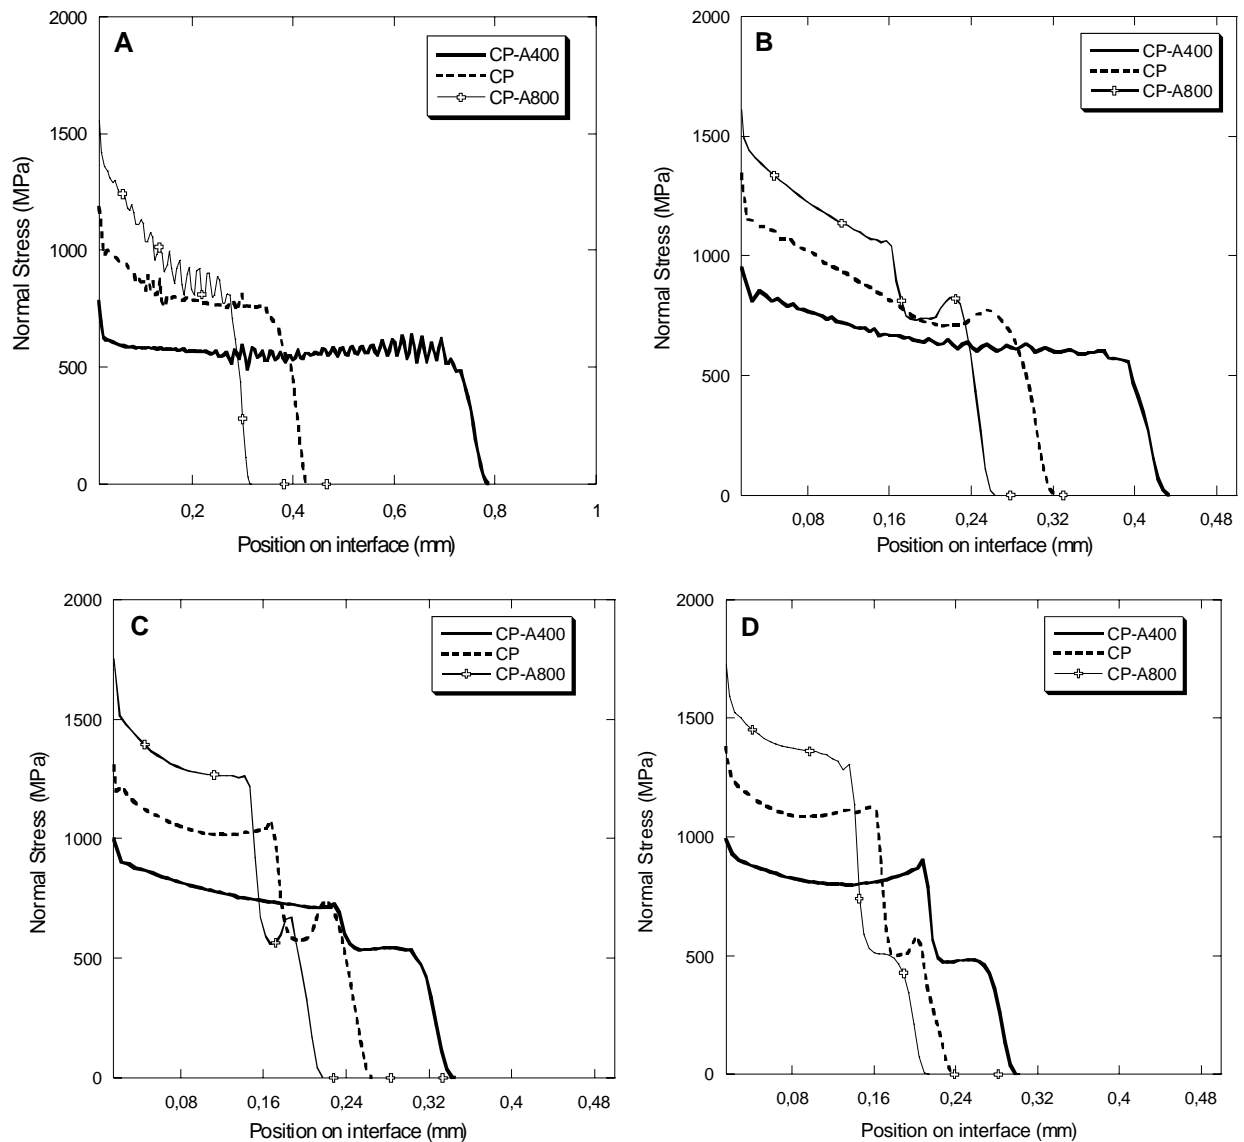 A
2000
1500
1000
500
0
Normal Stress (MPa)
CP-A400
CP
CP-A800
0,2
0,4
0,6
0,8
1
Position on interface (mm)
B
2000
1500
1000
500
0
Normal Stress (MPa)
CP-A400
CP
CP-A800
0,08
0,16
0,24
0,32
0,4
0,48
Position on interface (mm)
C
2000
1500
1000
500
0
Normal Stress (MPa)
CP-A400
CP
CP-A800
0,08
0,16
0,24
0,32
0,4
0,48
Position on interface (mm)
D
2000
1500
1000
500
0
Normal Stress (MPa)
CP-A400
CP
CP-A800
0,08
0,16
0,24
0,32
0,4
0,48
Position on interface (mm)